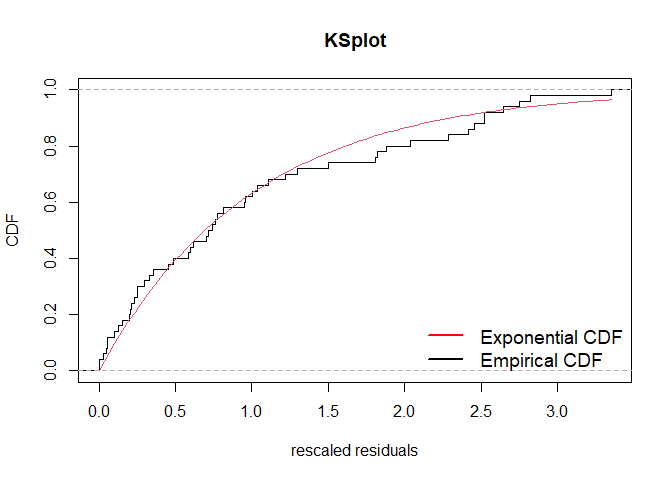 KSplot
CDF
1.0
0.8
0.6
0.4
0.2
0.0
Exponential CDF
Empirical CDF
0.0 0.5 1.0 1.5 2.0 2.5 3.0
rescaled residuals